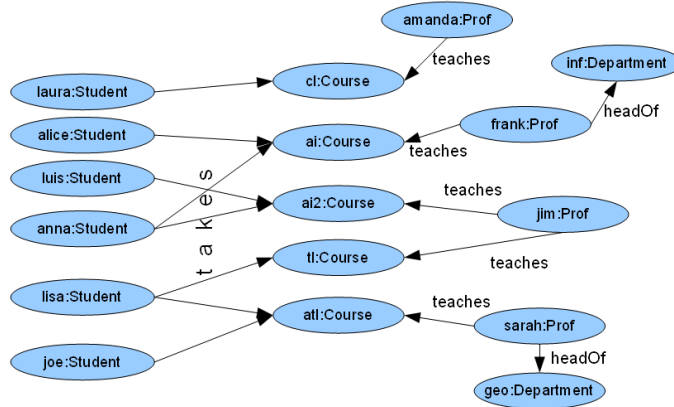 amanda:Prof
teaches
inf:Department
laura:Student
cl:Course
headOf
alice:Student
ai:Course
frank:Prof
teaches
luis:Student
takes
anna:Student
ai2:Course
teaches
jim:Prof
tl:Course
teaches
lisa:Student
atl:Course
teaches
sarah:Prof
joe:Student
headOf
geo:Department